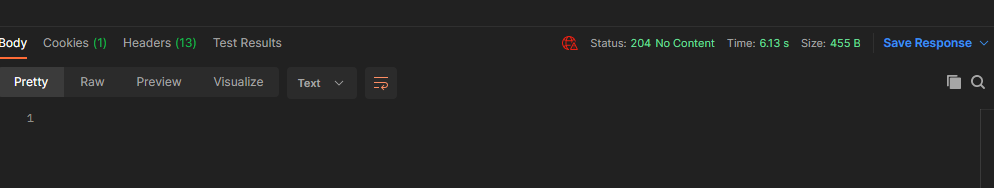 Body Cookies (1) Headers (13) Test Results Status: 204 No Content Time: 6.13 s Size: 455 B Save Response
Pretty Raw Preview Visualize Text
1